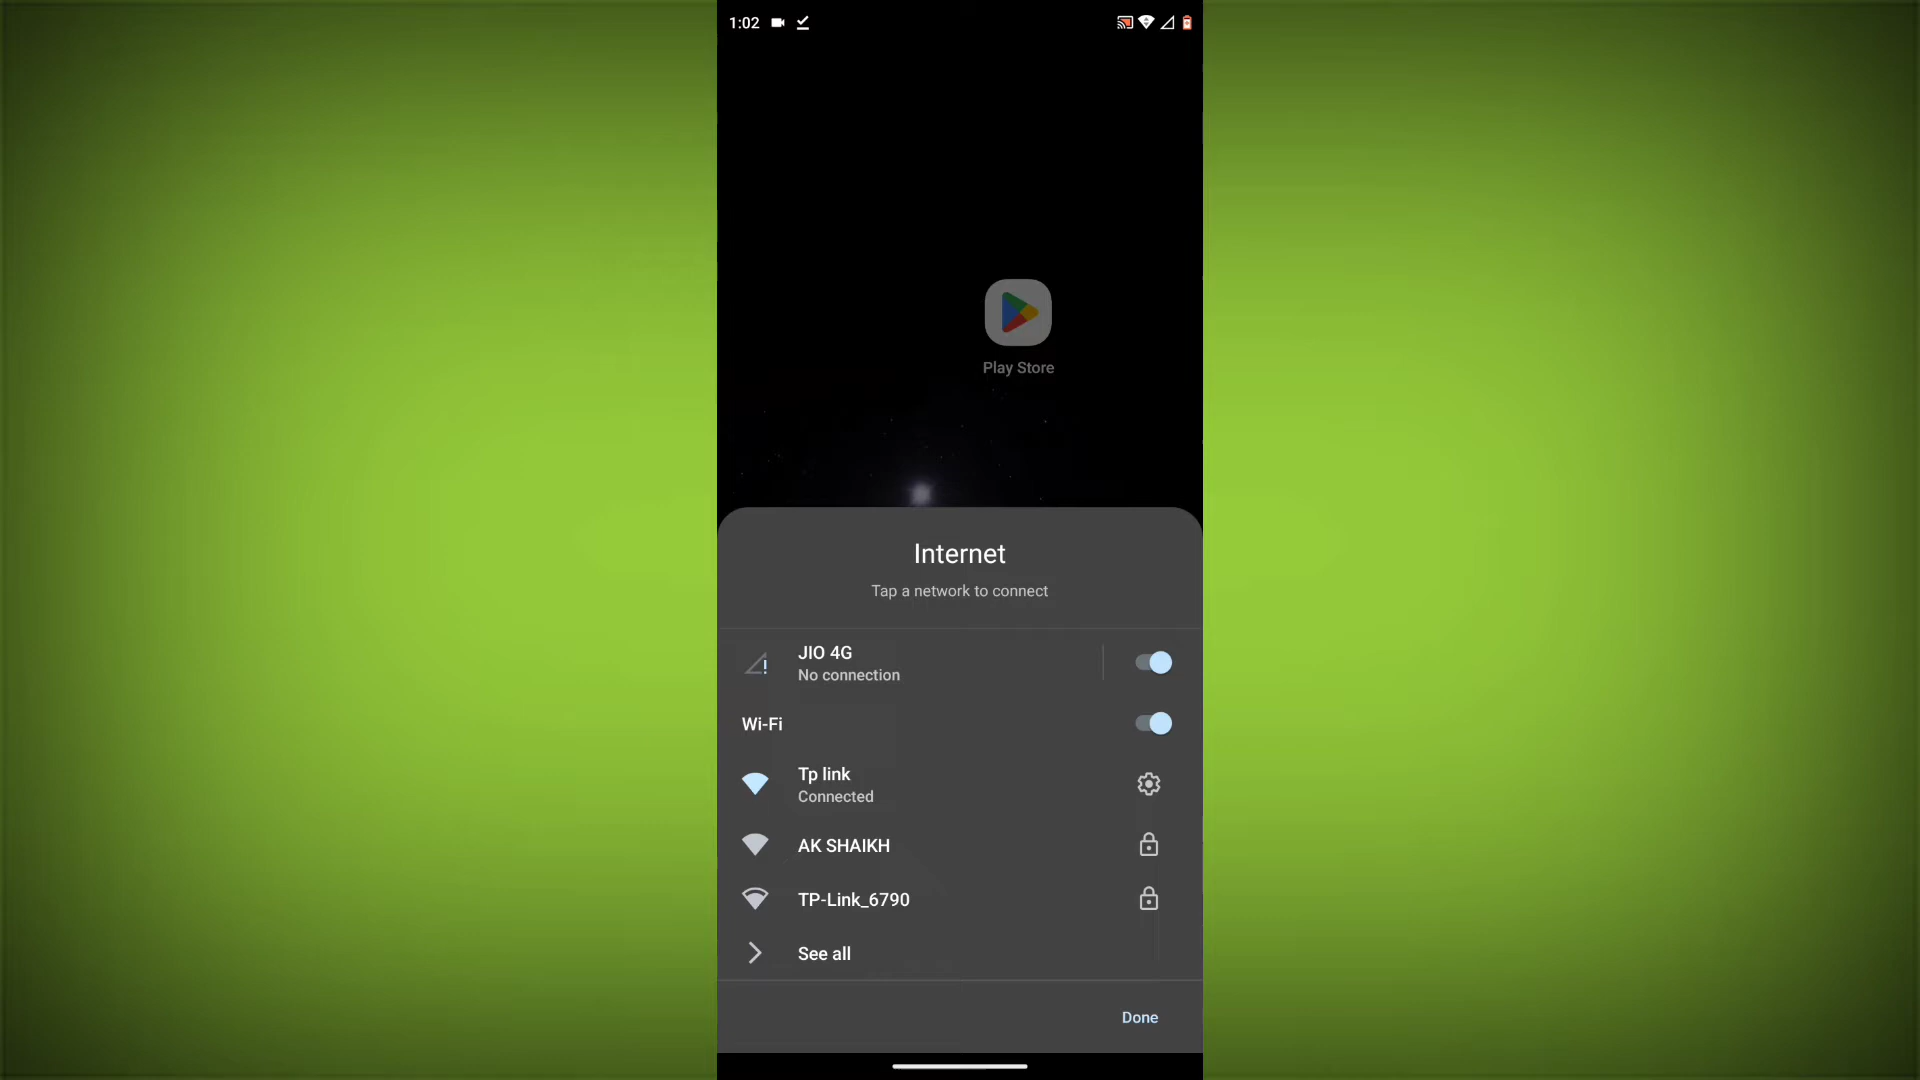 1:02
Play Store
Internet
Tap a network to connect
JIO 4G
No connection
Wi-Fi
Tp link
Connected
AK SHAIKH
TP-Link_6790
See all
Done